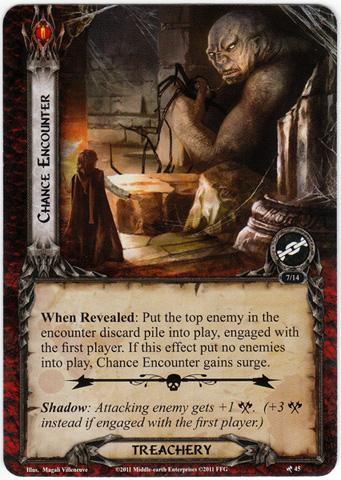 CHANCE ENCOUNTER
7/14
When Revealed: Put the top enemy in the
encounter discard pile into play, engaged with
the first player. If this effect put no enemies
into play, Chance Encounter gains surge.
Shadow: Attacking enemy gets +1 . (+3
instead if engaged with the first player.)
TREACHERY
Illus. Magali Villeneuve
©2011 Middle-earth Enterprises ©2011 FFG
45